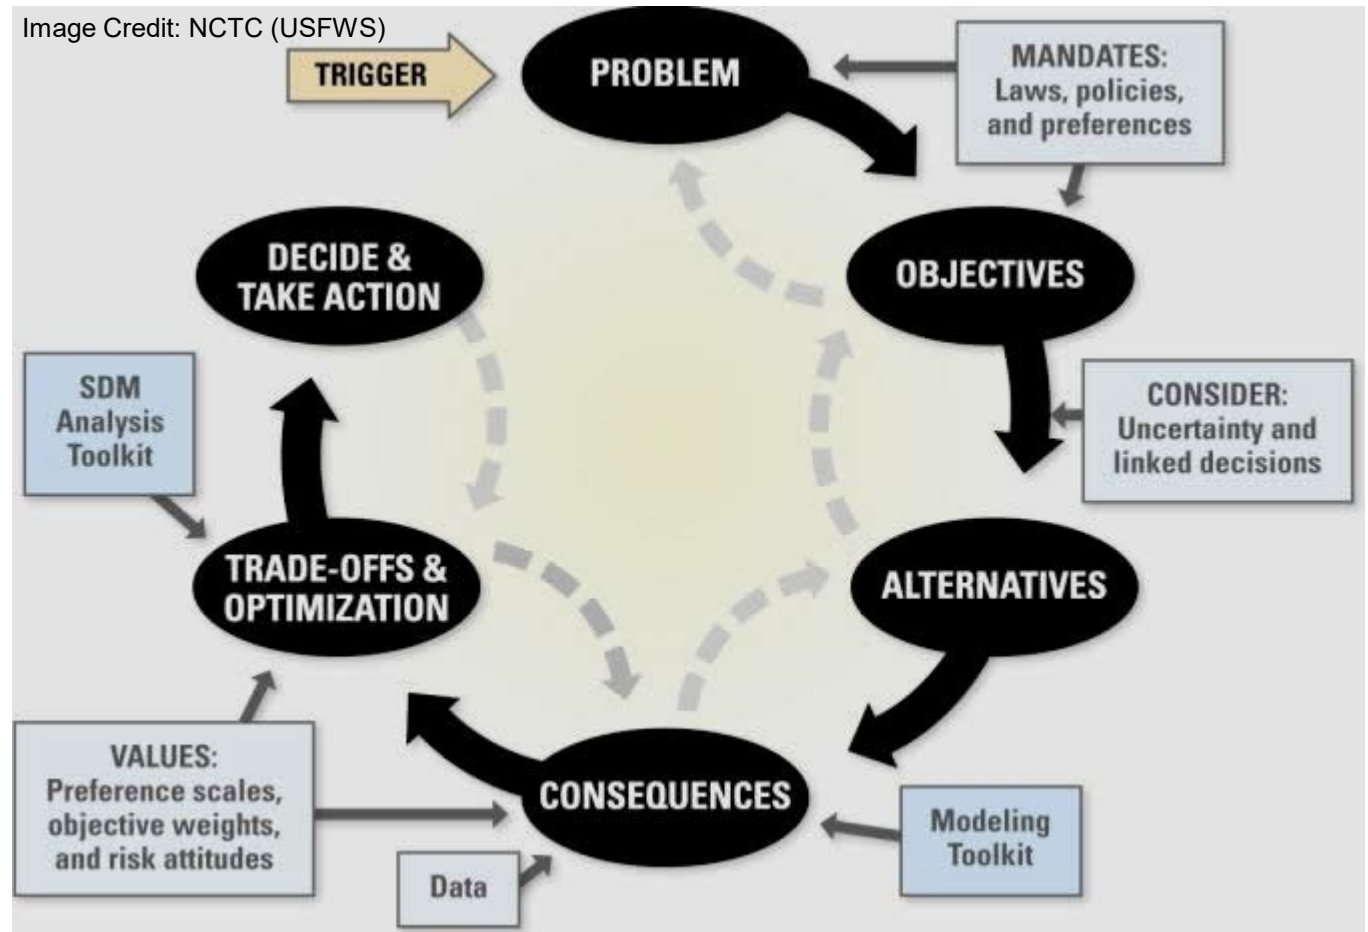 Image Credit: NCTC (USFWS)
TRIGGER
PROBLEM
MANDATES:
Laws, policies,
and preferences
DECIDE &
TAKE ACTION
OBJECTIVES
SDM
Analysis
Toolkit
CONSIDER:
Uncertainty and
linked decisions
TRADE-OFFS &
OPTIMIZATION
ALTERNATIVES
VALUES:
Preference scales,
objective weights,
and risk attitudes
CONSEQUENCES
Modeling
Toolkit
Data